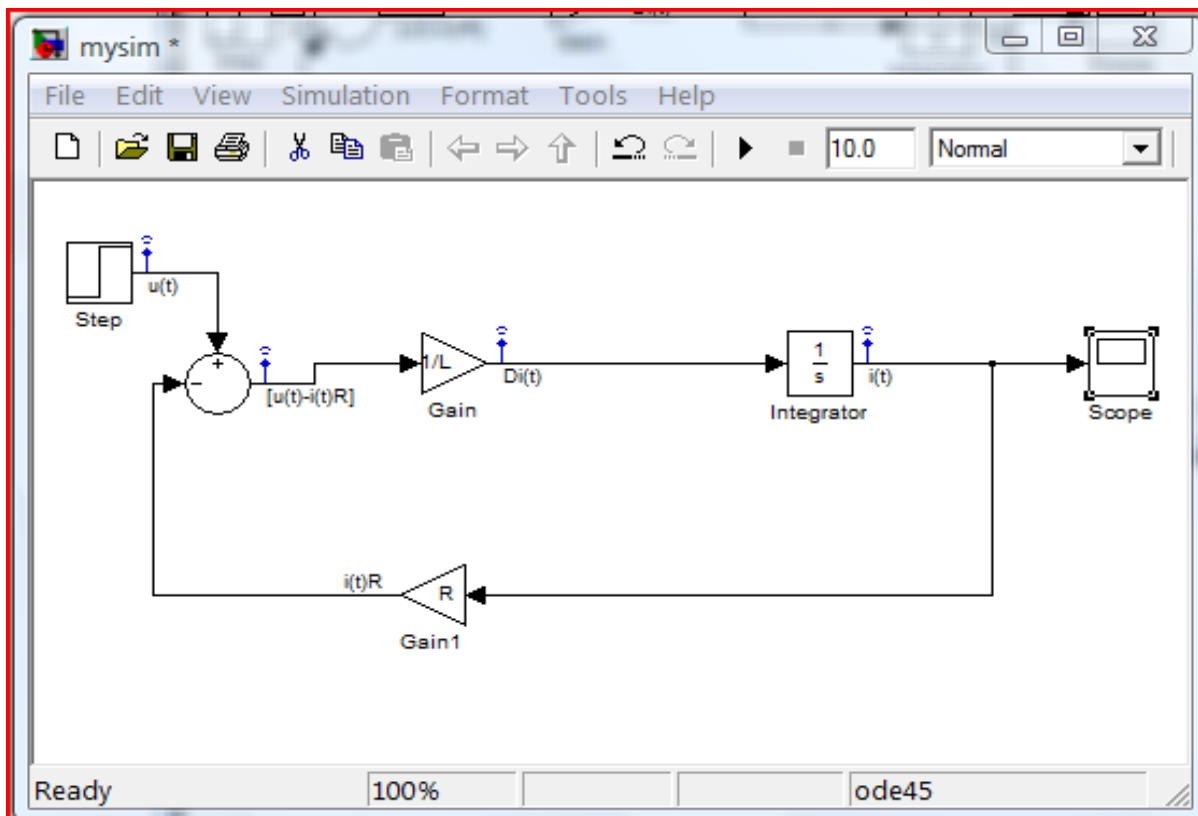 mysim *
File Edit View Simulation Format Tools Help
10.0 Normal
u(t)
Step
+
−
[u(t)-i(t)R]
1/L
Gain
Di(t)
1
s
Integrator
i(t)
Scope
i(t)R
R
Gain1
Ready 100% ode45